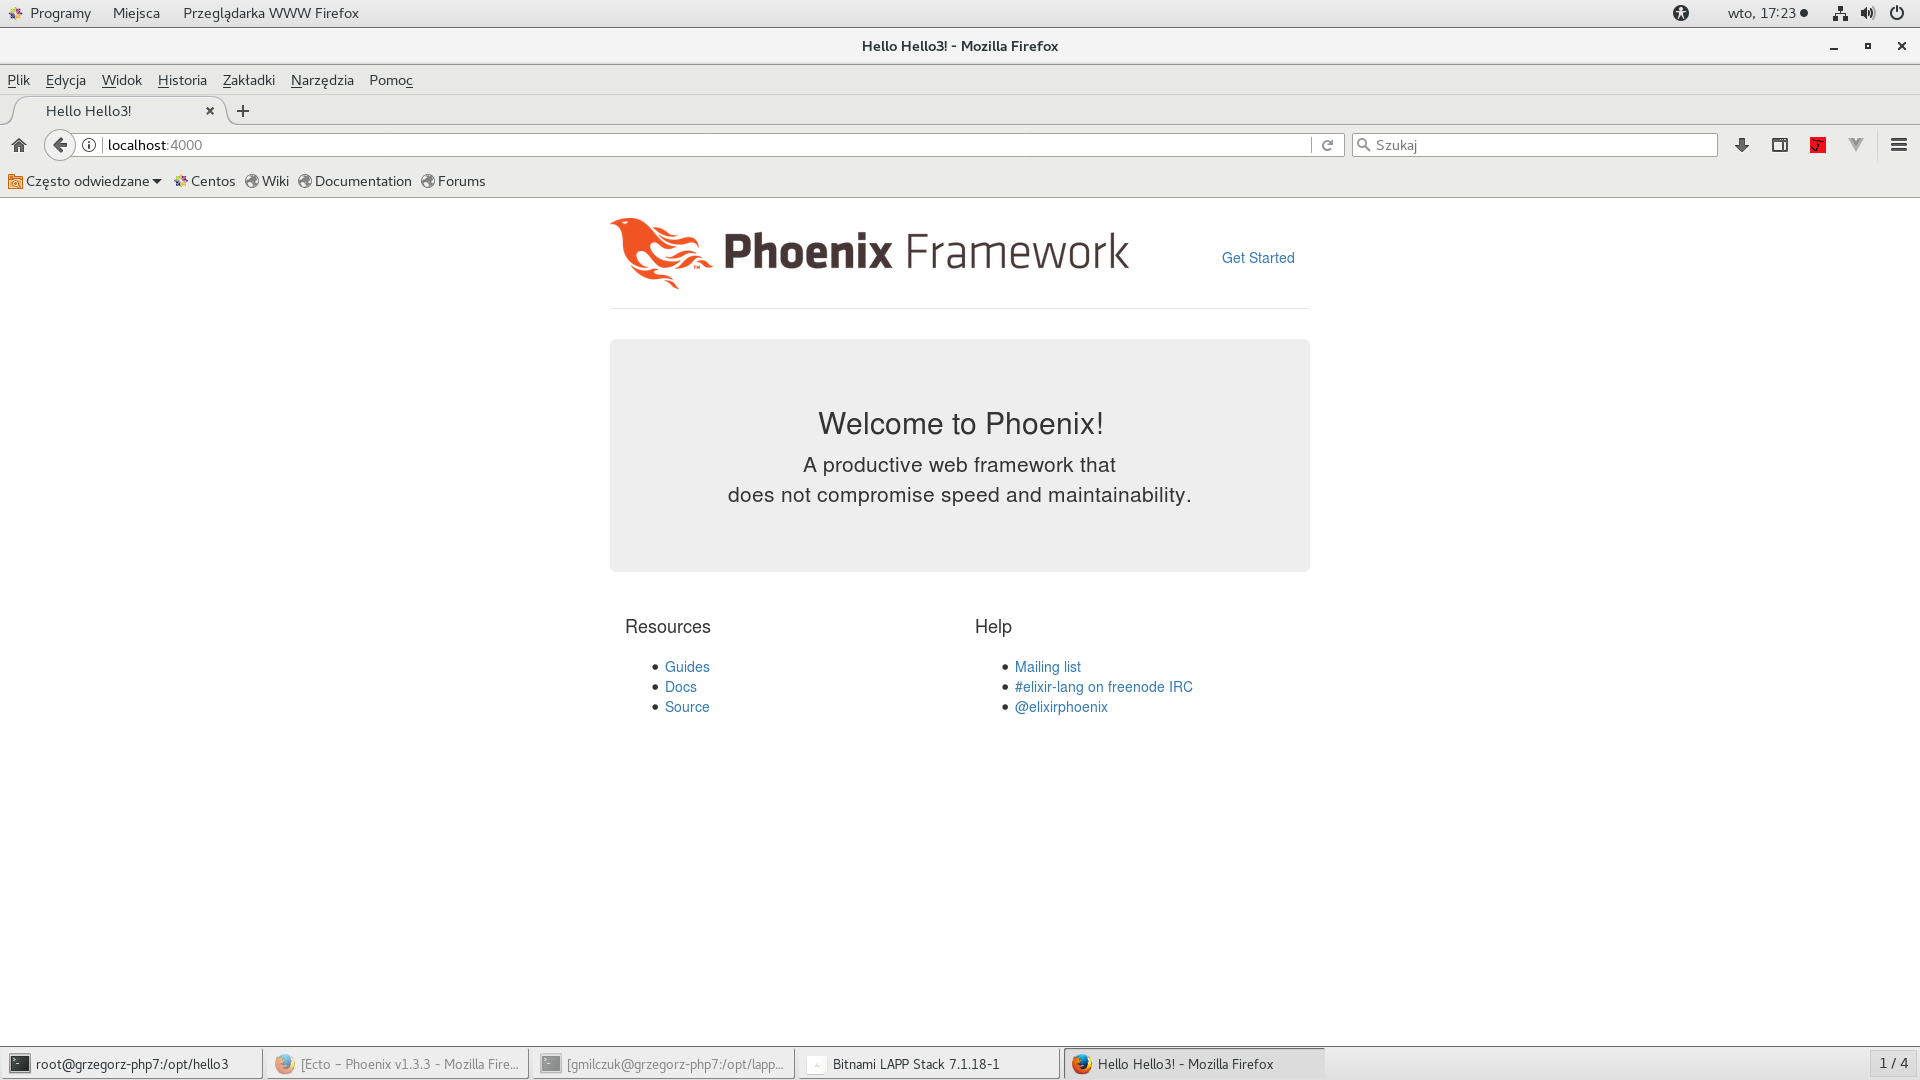 Programy Miejsca Przeglądarka WWW Firefox wto, 17:23
Hello Hello3! - Mozilla Firefox
Plik Edycja Widok Historia Zakładki Narzędzia Pomoc
Hello Hello3!
localhost:4000 Szukaj
Często odwiedzane Centos Wiki Documentation Forums
Phoenix Framework™
Get Started
Welcome to Phoenix!
A productive web framework that
does not compromise speed and maintainability.
Resources
Guides
Docs
Source
Help
Mailing list
#elixir-lang on freenode IRC
@elixirphoenix
root@grzegorz-php7:/opt/hello3 [Ecto – Phoenix v1.3.3 - Mozilla Fire... [gmilczuk@grzegorz-php7:/opt/lapp... Bitnami LAPP Stack 7.1.18-1 Hello Hello3! - Mozilla Firefox 1 / 4